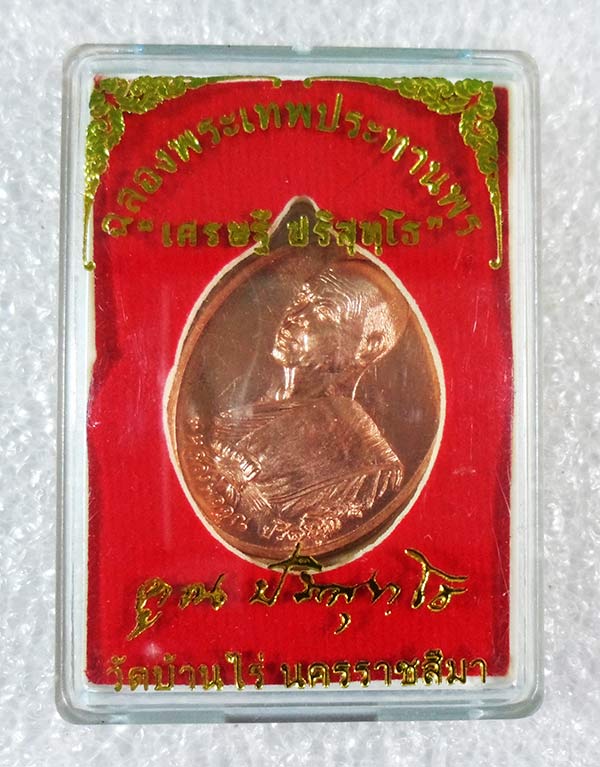 ฉลองพระเทพประทานพร
"เศรษฐี ปริสุทฺโธ"
คูณ ปริสุทฺโธ
วัดบ้านไร่ นครราชสีมา